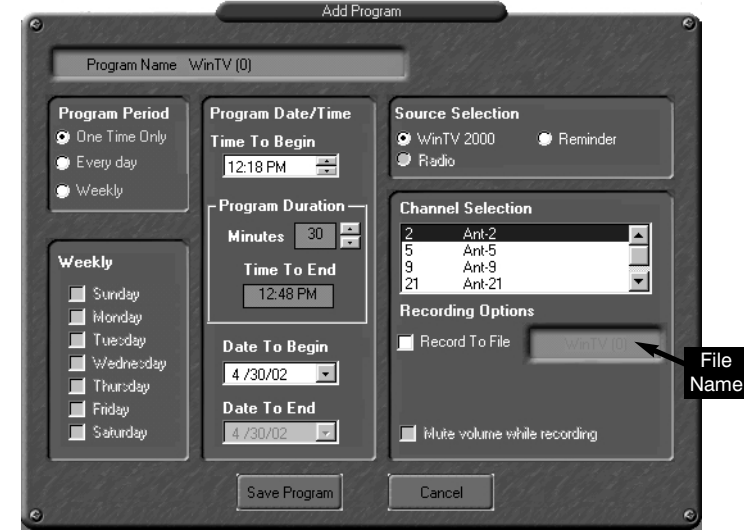 Add Program
Program Name WinTV (0)
Program Period
One Time Only
Every day
Weekly
Weekly
Sunday
Monday
Tuesday
Wednesday
Thursday
Friday
Saturday
Program Date/Time
Time To Begin
12:18 PM
Program Duration
Minutes 30
Time To End
12:48 PM
Date To Begin
4 /30/02
Date To End
4 /30/02
Source Selection
WinTV 2000 Reminder
Radio
Channel Selection
2 Ant-2
5 Ant-5
9 Ant-9
21 Ant-21
Recording Options
Record To File WinTV (0)
File
Name
Mute volume while recording
Save Program Cancel